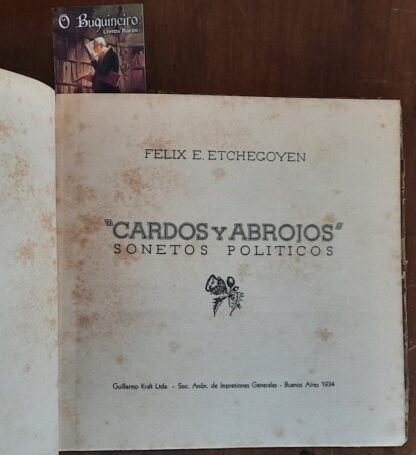 O Buquineiro
Livros Raros
FELIX E. ETCHEGOYEN
"CARDOS Y ABROJOS"
SONETOS POLITICOS
Guillermo Kraft Ltda. - Soc. Anón. de Impresiones Generales - Buenos Aires 1934